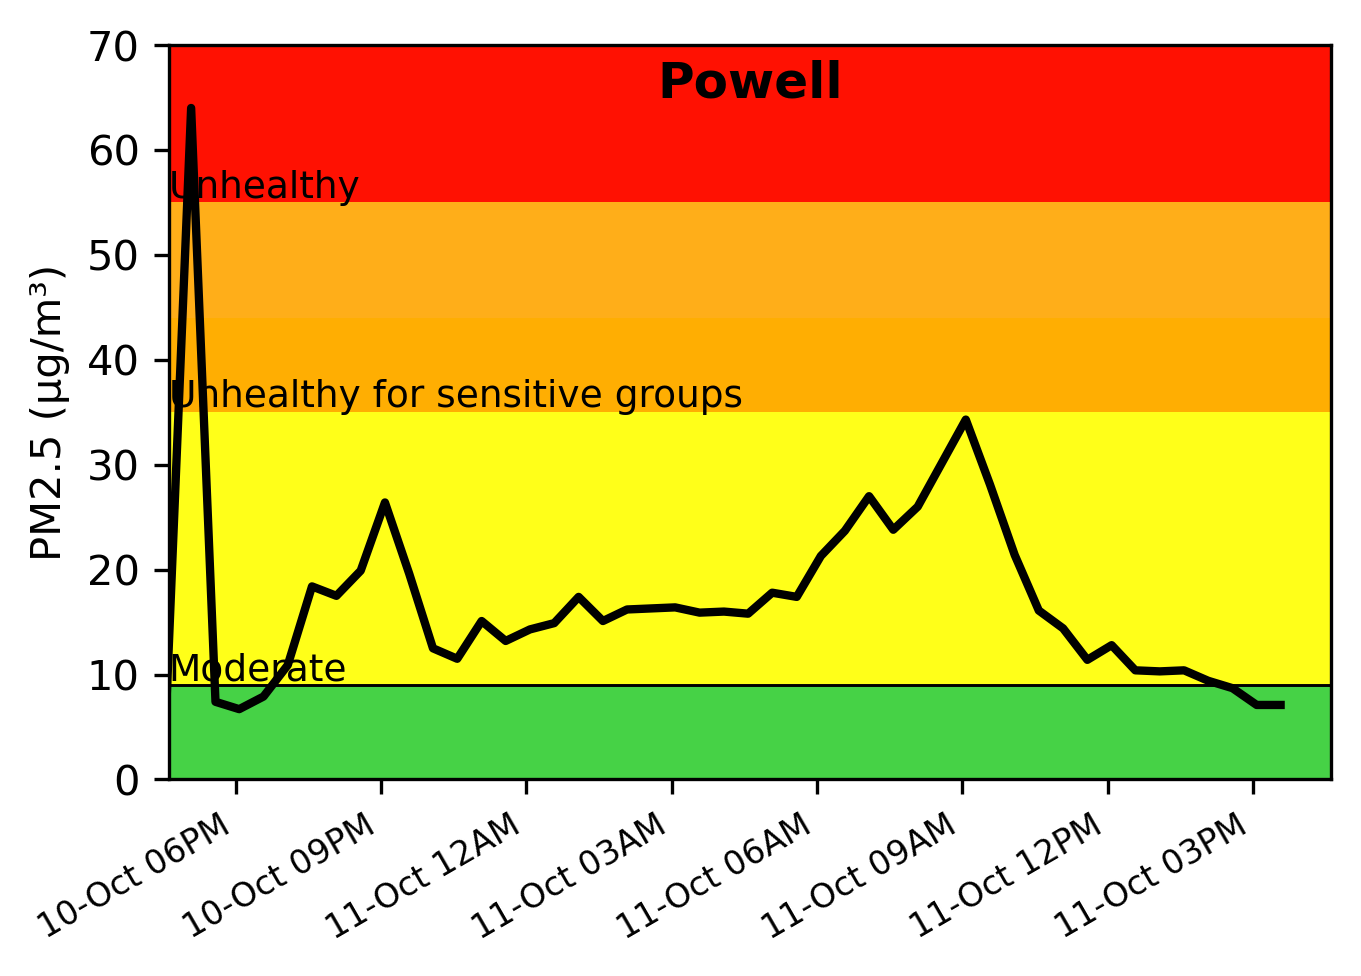 Powell
PM2.5 (µg/m³)
70
60
50
40
30
20
10
0
Unhealthy
Unhealthy for sensitive groups
Moderate
10-Oct 06PM
10-Oct 09PM
11-Oct 12AM
11-Oct 03AM
11-Oct 06AM
11-Oct 09AM
11-Oct 12PM
11-Oct 03PM